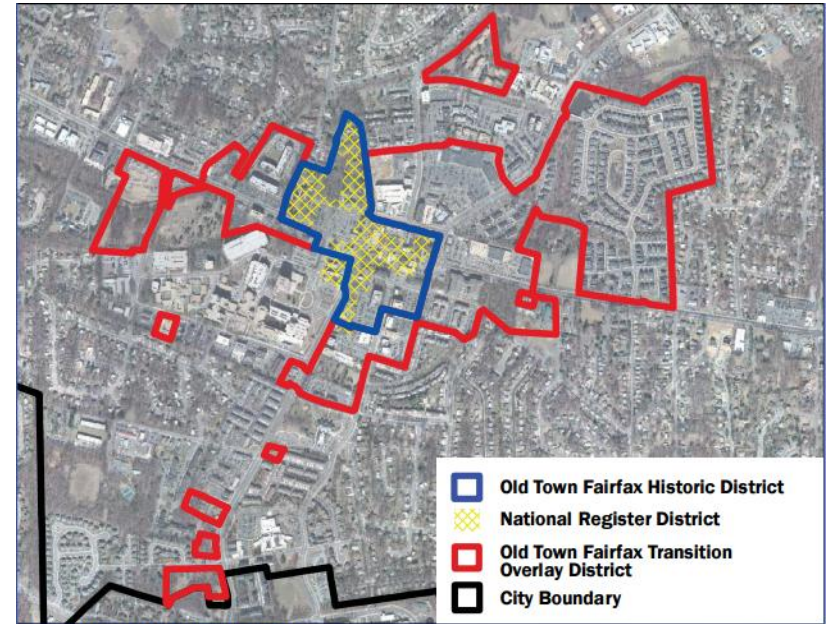 Old Town Fairfax Historic District
National Register District
Old Town Fairfax Transition
Overlay District
City Boundary